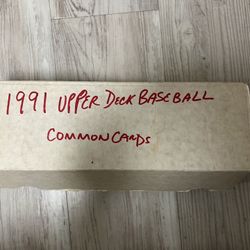 1991 UPPER DECK BASEBALL
COMMON CARDS